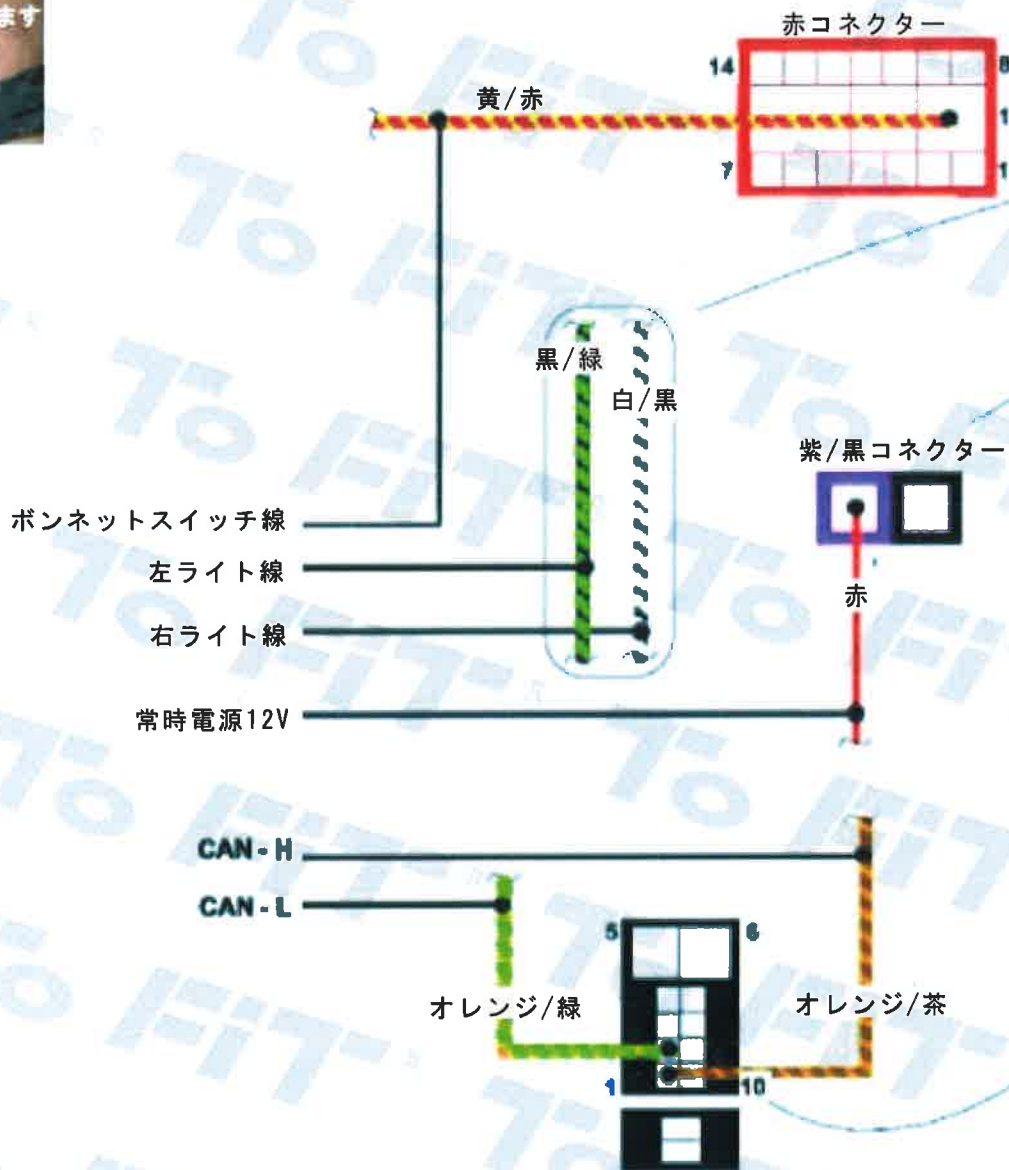 ます
赤コネクター
14
8
黄/赤
1
7
1
黒/緑
白/黒
紫/黒コネクター
ボンネットスイッチ線
左ライト線
赤
右ライト線
常時電源12V
CAN-H
CAN-L
5
6
オレンジ/緑
オレンジ/茶
1
10
To FiT